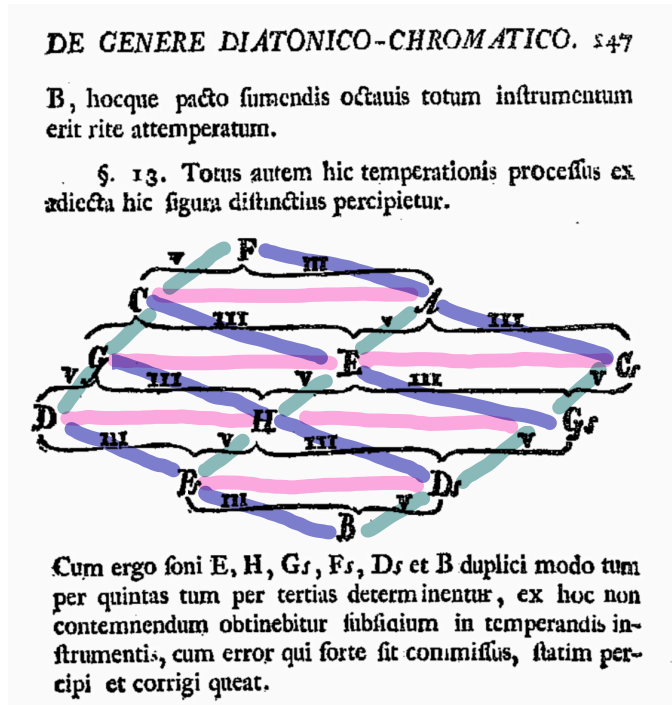 DE GENERE DIATONICO-CHROMATICO. 147
B, hocque pacto ſumendis octauis totum inſtrumentum
erit rite attemperatum.
§. 13. Totus autem hic temperationis proceſſus ex
adiecta hic figura diſtinctius percipietur.
F
V III
C A
III V III
G E Cs
V III V III V
D H Gs
III V III V
Fs Ds
III V
B
Cum ergo ſoni E, H, Gs, Fs, Ds et B duplici modo tum
per quintas tum per tertias determinentur, ex hoc non
contemnendum obtinebitur ſubſidium in temperandis in-
ſtrumentis, cum error qui forte ſit commiſſus, ſtatim per-
cipi et corrigi queat.